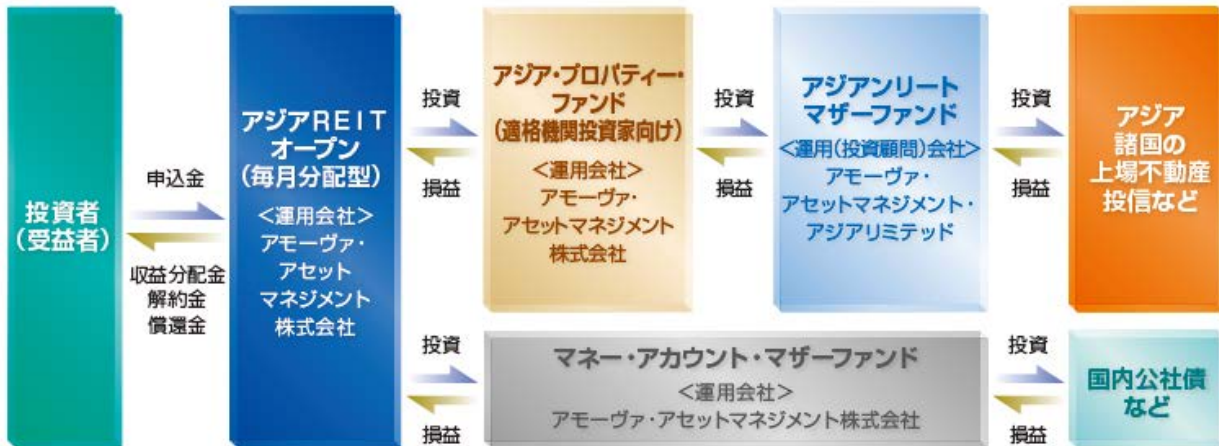 投資者
(受益者)
申込金
収益分配金
解約金
償還金
アジアREIT
オープン
(毎月分配型)
<運用会社>
アモーヴァ・
アセット
マネジメント
株式会社
投資
損益
アジア・プロパティー・
ファンド
(適格機関投資家向け)
<運用会社>
アモーヴァ・
アセットマネジメント
株式会社
投資
損益
アジアンリート
マザーファンド
<運用(投資顧問)会社>
アモーヴァ・
アセットマネジメント・
アジアリミテッド
投資
損益
アジア
諸国の
上場不動産
投信など
投資
損益
マネー・アカウント・マザーファンド
<運用会社>
アモーヴァ・アセットマネジメント株式会社
投資
損益
国内公社債
など